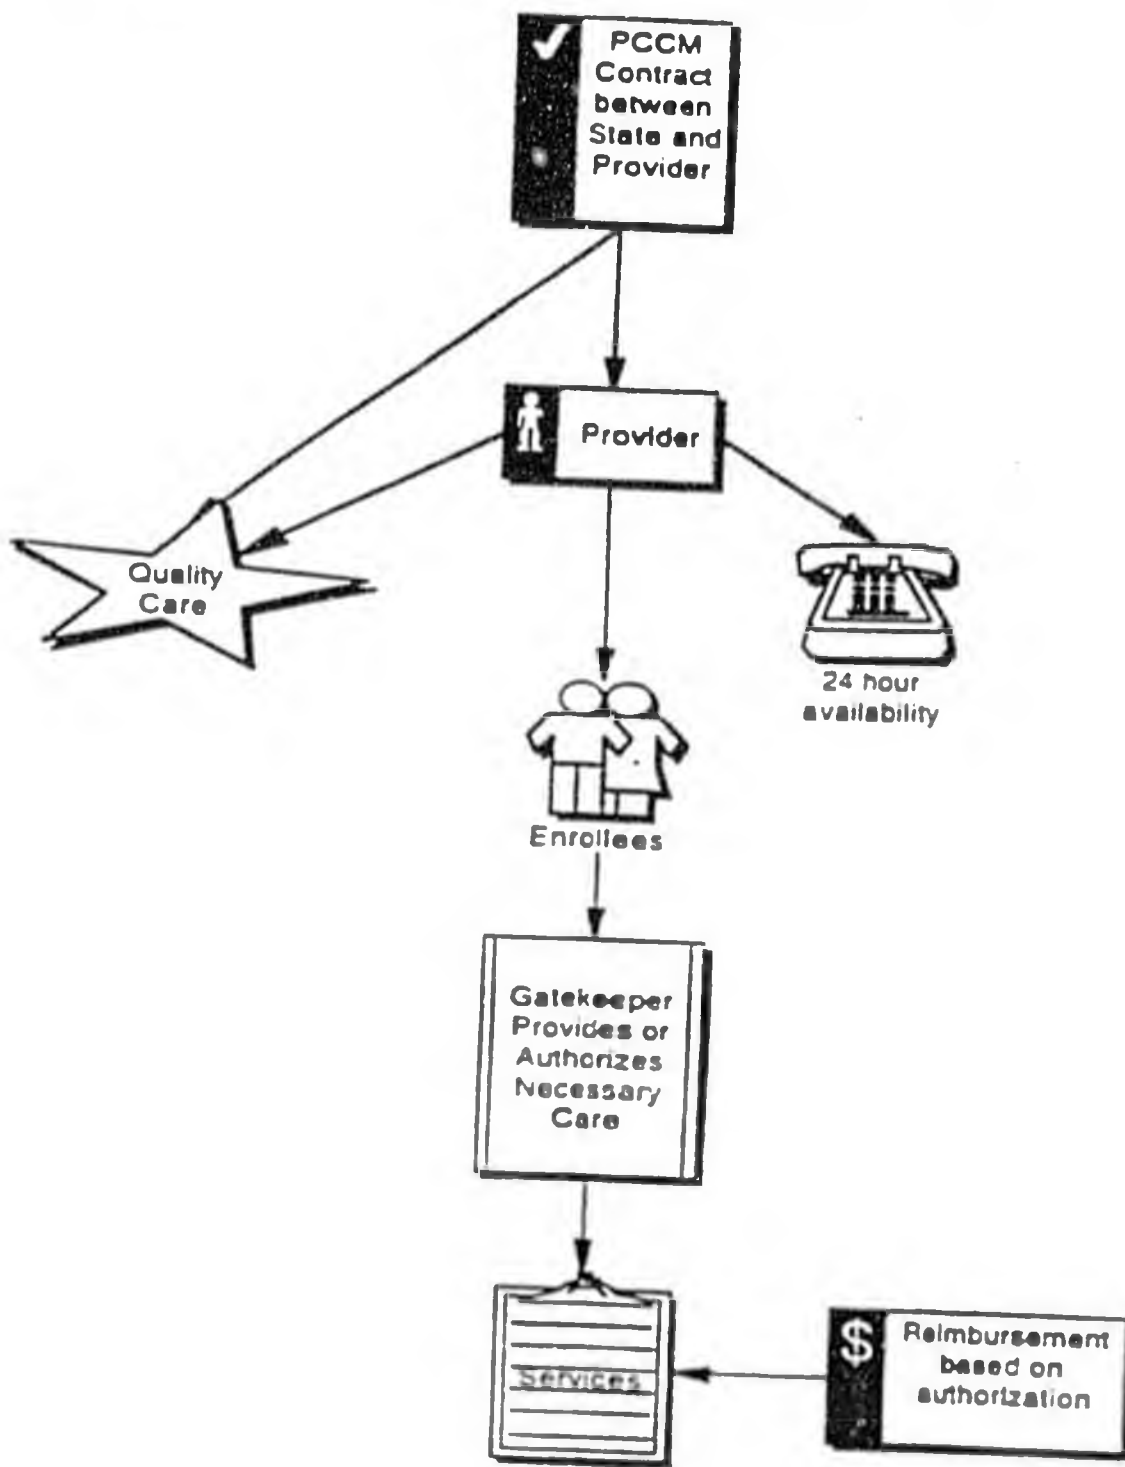 PCCM
Contract
between
State and
Provider
Provider
Quality
Care
24 hour
availability
Enrollees
Gatekeeper
Provides or
Authorizes
Necessary
Care
Services
$
Reimbursement
based on
authorization